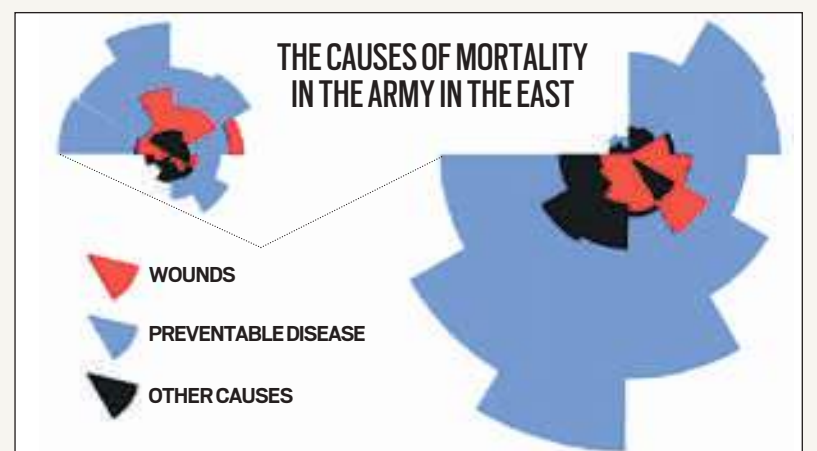 THE CAUSES OF MORTALITY
IN THE ARMY IN THE EAST
WOUNDS
PREVENTABLE DISEASE
OTHER CAUSES